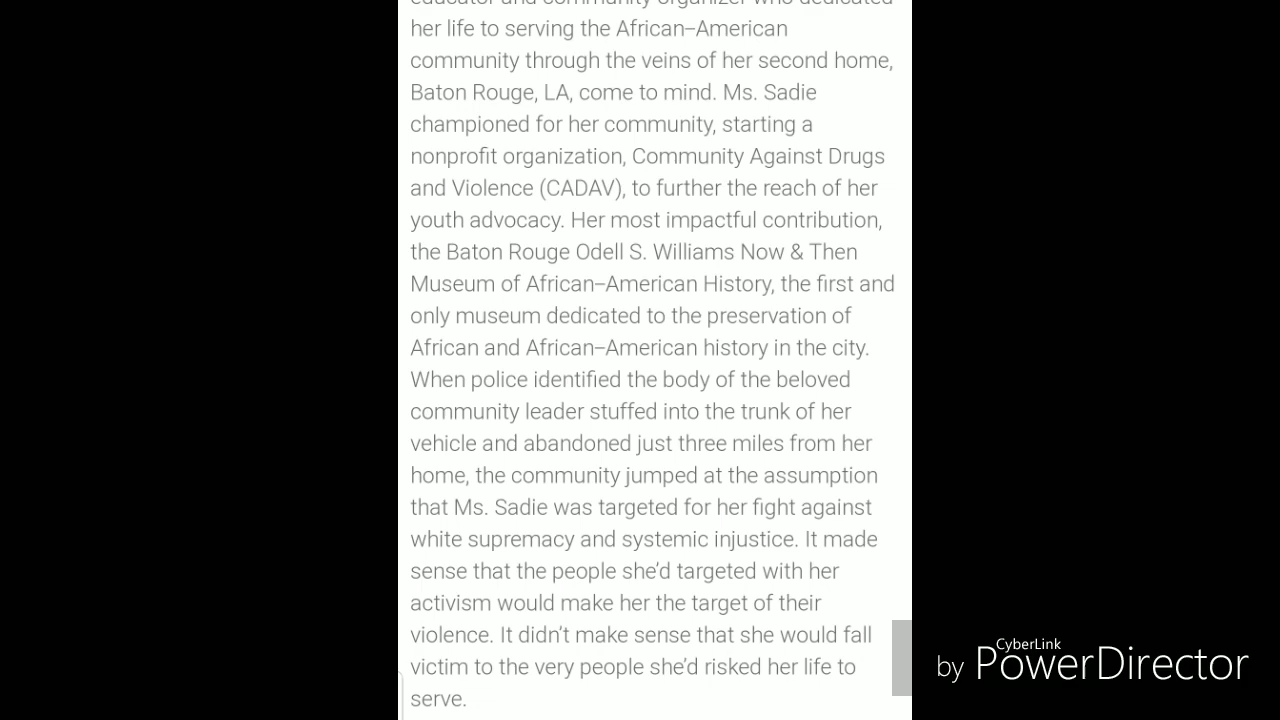 educator and community organizer who dedicated
her life to serving the African–American
community through the veins of her second home,
Baton Rouge, LA, come to mind. Ms. Sadie
championed for her community, starting a
nonprofit organization, Community Against Drugs
and Violence (CADAV), to further the reach of her
youth advocacy. Her most impactful contribution,
the Baton Rouge Odell S. Williams Now & Then
Museum of African–American History, the first and
only museum dedicated to the preservation of
African and African–American history in the city.
When police identified the body of the beloved
community leader stuffed into the trunk of her
vehicle and abandoned just three miles from her
home, the community jumped at the assumption
that Ms. Sadie was targeted for her fight against
white supremacy and systemic injustice. It made
sense that the people she’d targeted with her
activism would make her the target of their
violence. It didn’t make sense that she would fall
victim to the very people she’d risked her life to
serve.
CyberLink
by PowerDirector